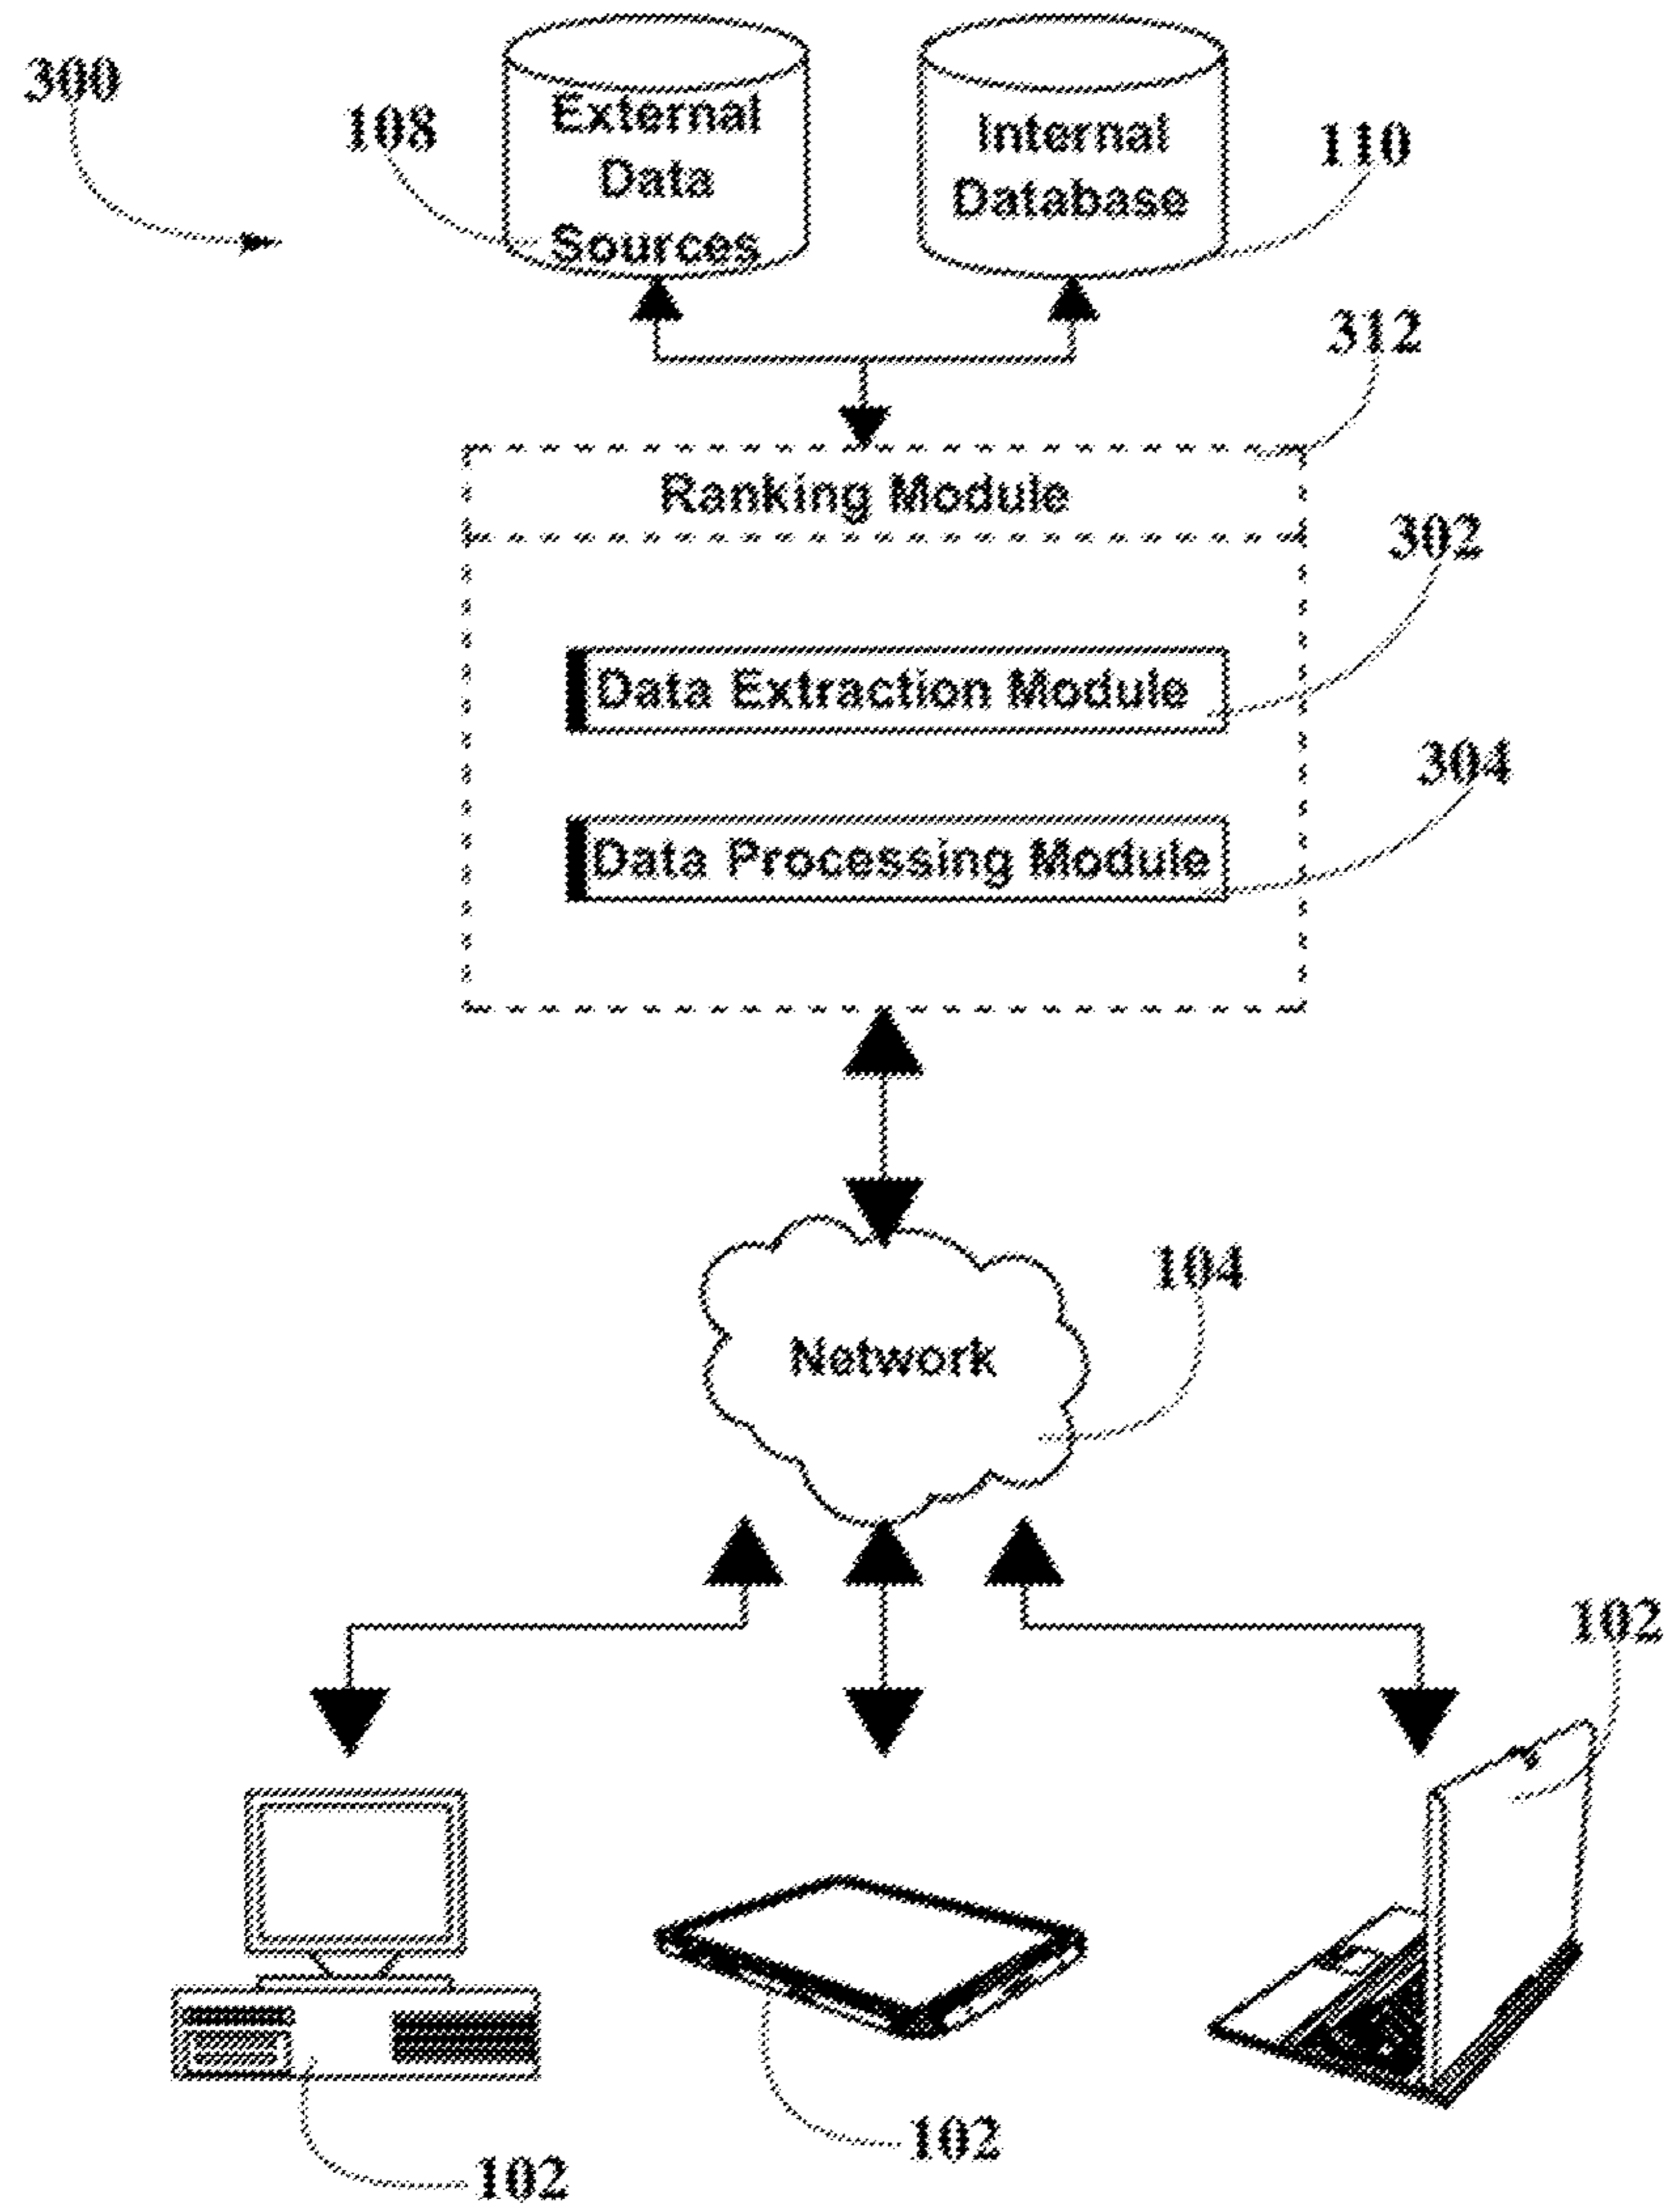 300
108
External
Data
Sources
Internal
Database
110
312
Ranking Module
302
Data Extraction Module
304
Data Processing Module
104
Network
102
102
102